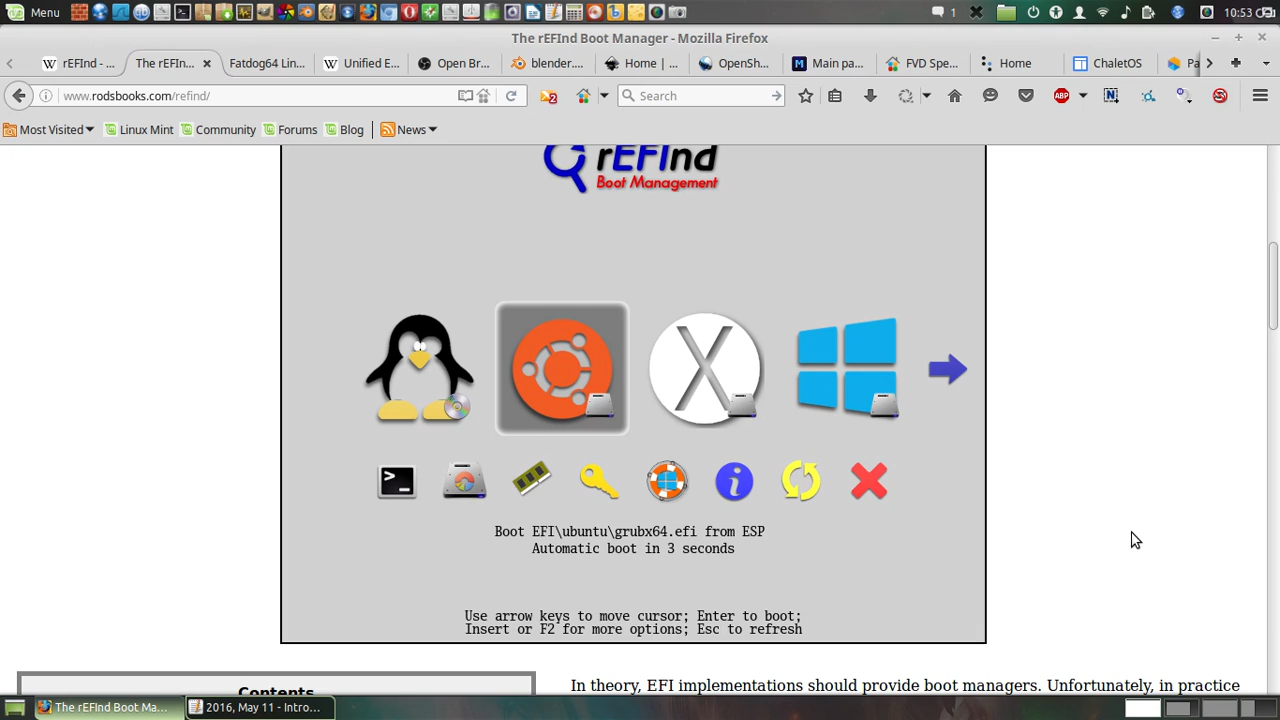 Menu
1
10:53
The rEFInd Boot Manager - Mozilla Firefox
rEFInd - ...
The rEFIn...
Fatdog64 Lin...
Unified E...
Open Br...
blender....
Home | ...
OpenSh...
Main pa...
FVD Spe...
Home
ChaletOS
Pa
www.rodsbooks.com/refind/
2
Search
ABP
N
Most Visited
Linux Mint
Community
Forums
Blog
News
rEFInd
Boot Management
X
Boot EFI\ubuntu\grubx64.efi from ESP
Automatic boot in 3 seconds
Use arrow keys to move cursor; Enter to boot;
Insert or F2 for more options; Esc to refresh
Contents
In theory, EFI implementations should provide boot managers. Unfortunately, in practice
The rEFInd Boot Ma...
2016, May 11 - Intro...